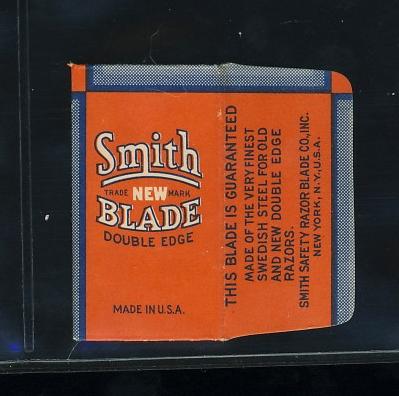 Smith
TRADE NEW MARK
BLADE
DOUBLE EDGE
MADE IN U.S.A.
THIS BLADE IS GUARANTEED
MADE OF THE VERY FINEST
SWEDISH STEEL FOR OLD
AND NEW DOUBLE EDGE
RAZORS.
SMITH SAFETY RAZOR BLADE CO., INC.
NEW YORK, N.Y., U.S.A.